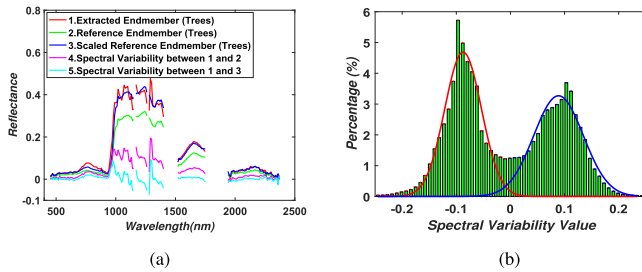 1.Extracted Endmember (Trees)
2.Reference Endmember (Trees)
3.Scaled Reference Endmember (Trees)
4.Spectral Variability between 1 and 2
5.Spectral Variability between 1 and 3
Reflectance
0.8
0.6
0.4
0.2
0
-0.1
500
1000
1500
2000
2500
Wavelength(nm)
(a)
Percentage (%)
6
5
4
3
2
1
0
-0.2
-0.1
0
0.1
0.2
Spectral Variability Value
(b)